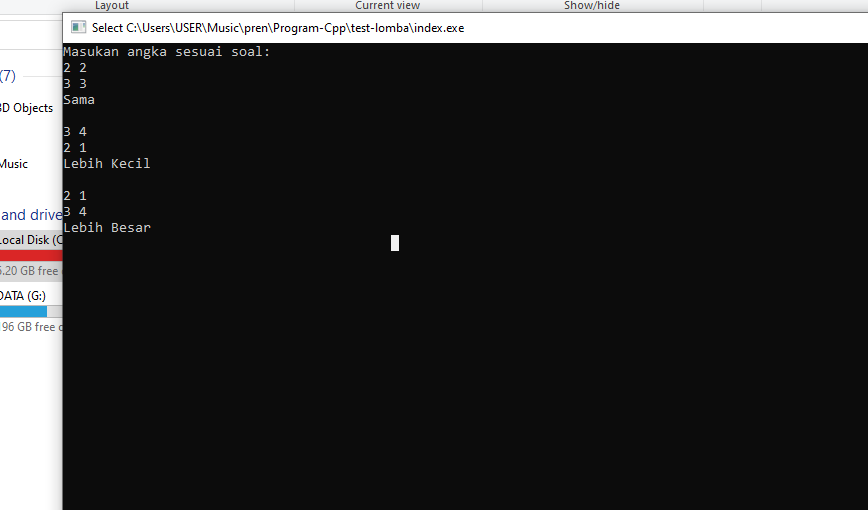 Layout
Current view
Show/hide
Select C:\Users\USER\Music\pren\Program-Cpp\test-lomba\index.exe
Masukan angka sesuai soal:
2 2
3 3
Sama
3 4
2 1
Lebih Kecil
2 1
3 4
Lebih Besar
(7)
3D Objects
Music
and drive
Local Disk (C
6.20 GB free
DATA (G:)
96 GB free